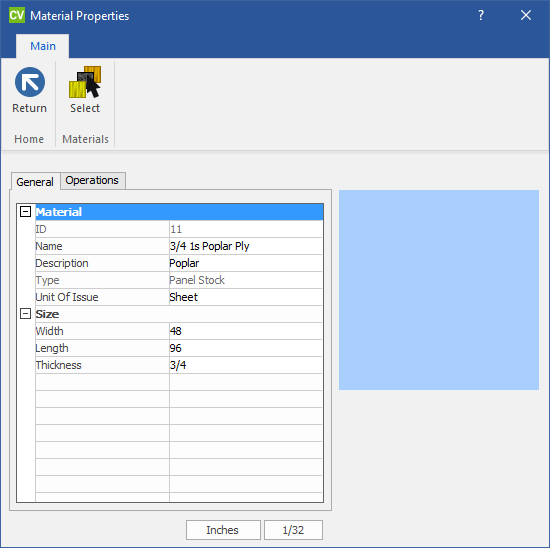 CV Material Properties ?
Main
Return Select
Home Materials
General Operations
Material
ID 11
Name 3/4 1s Poplar Ply
Description Poplar
Type Panel Stock
Unit Of Issue Sheet
Size
Width 48
Length 96
Thickness 3/4
Inches 1/32